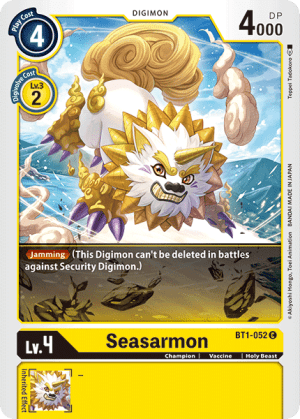 Play Cost
4
DIGIMON
DP
4000
Digivolve Cost
Lv.3
2
Teppei Tadokoro
Jamming (This Digimon can't be deleted in battles
against Security Digimon.)
©Akiyoshi Hongo, Toei Animation BANDAI MADE IN JAPAN
BT1-052 C
Lv.4
Seasarmon
Champion | Vaccine | Holy Beast
Inherited Effect
-